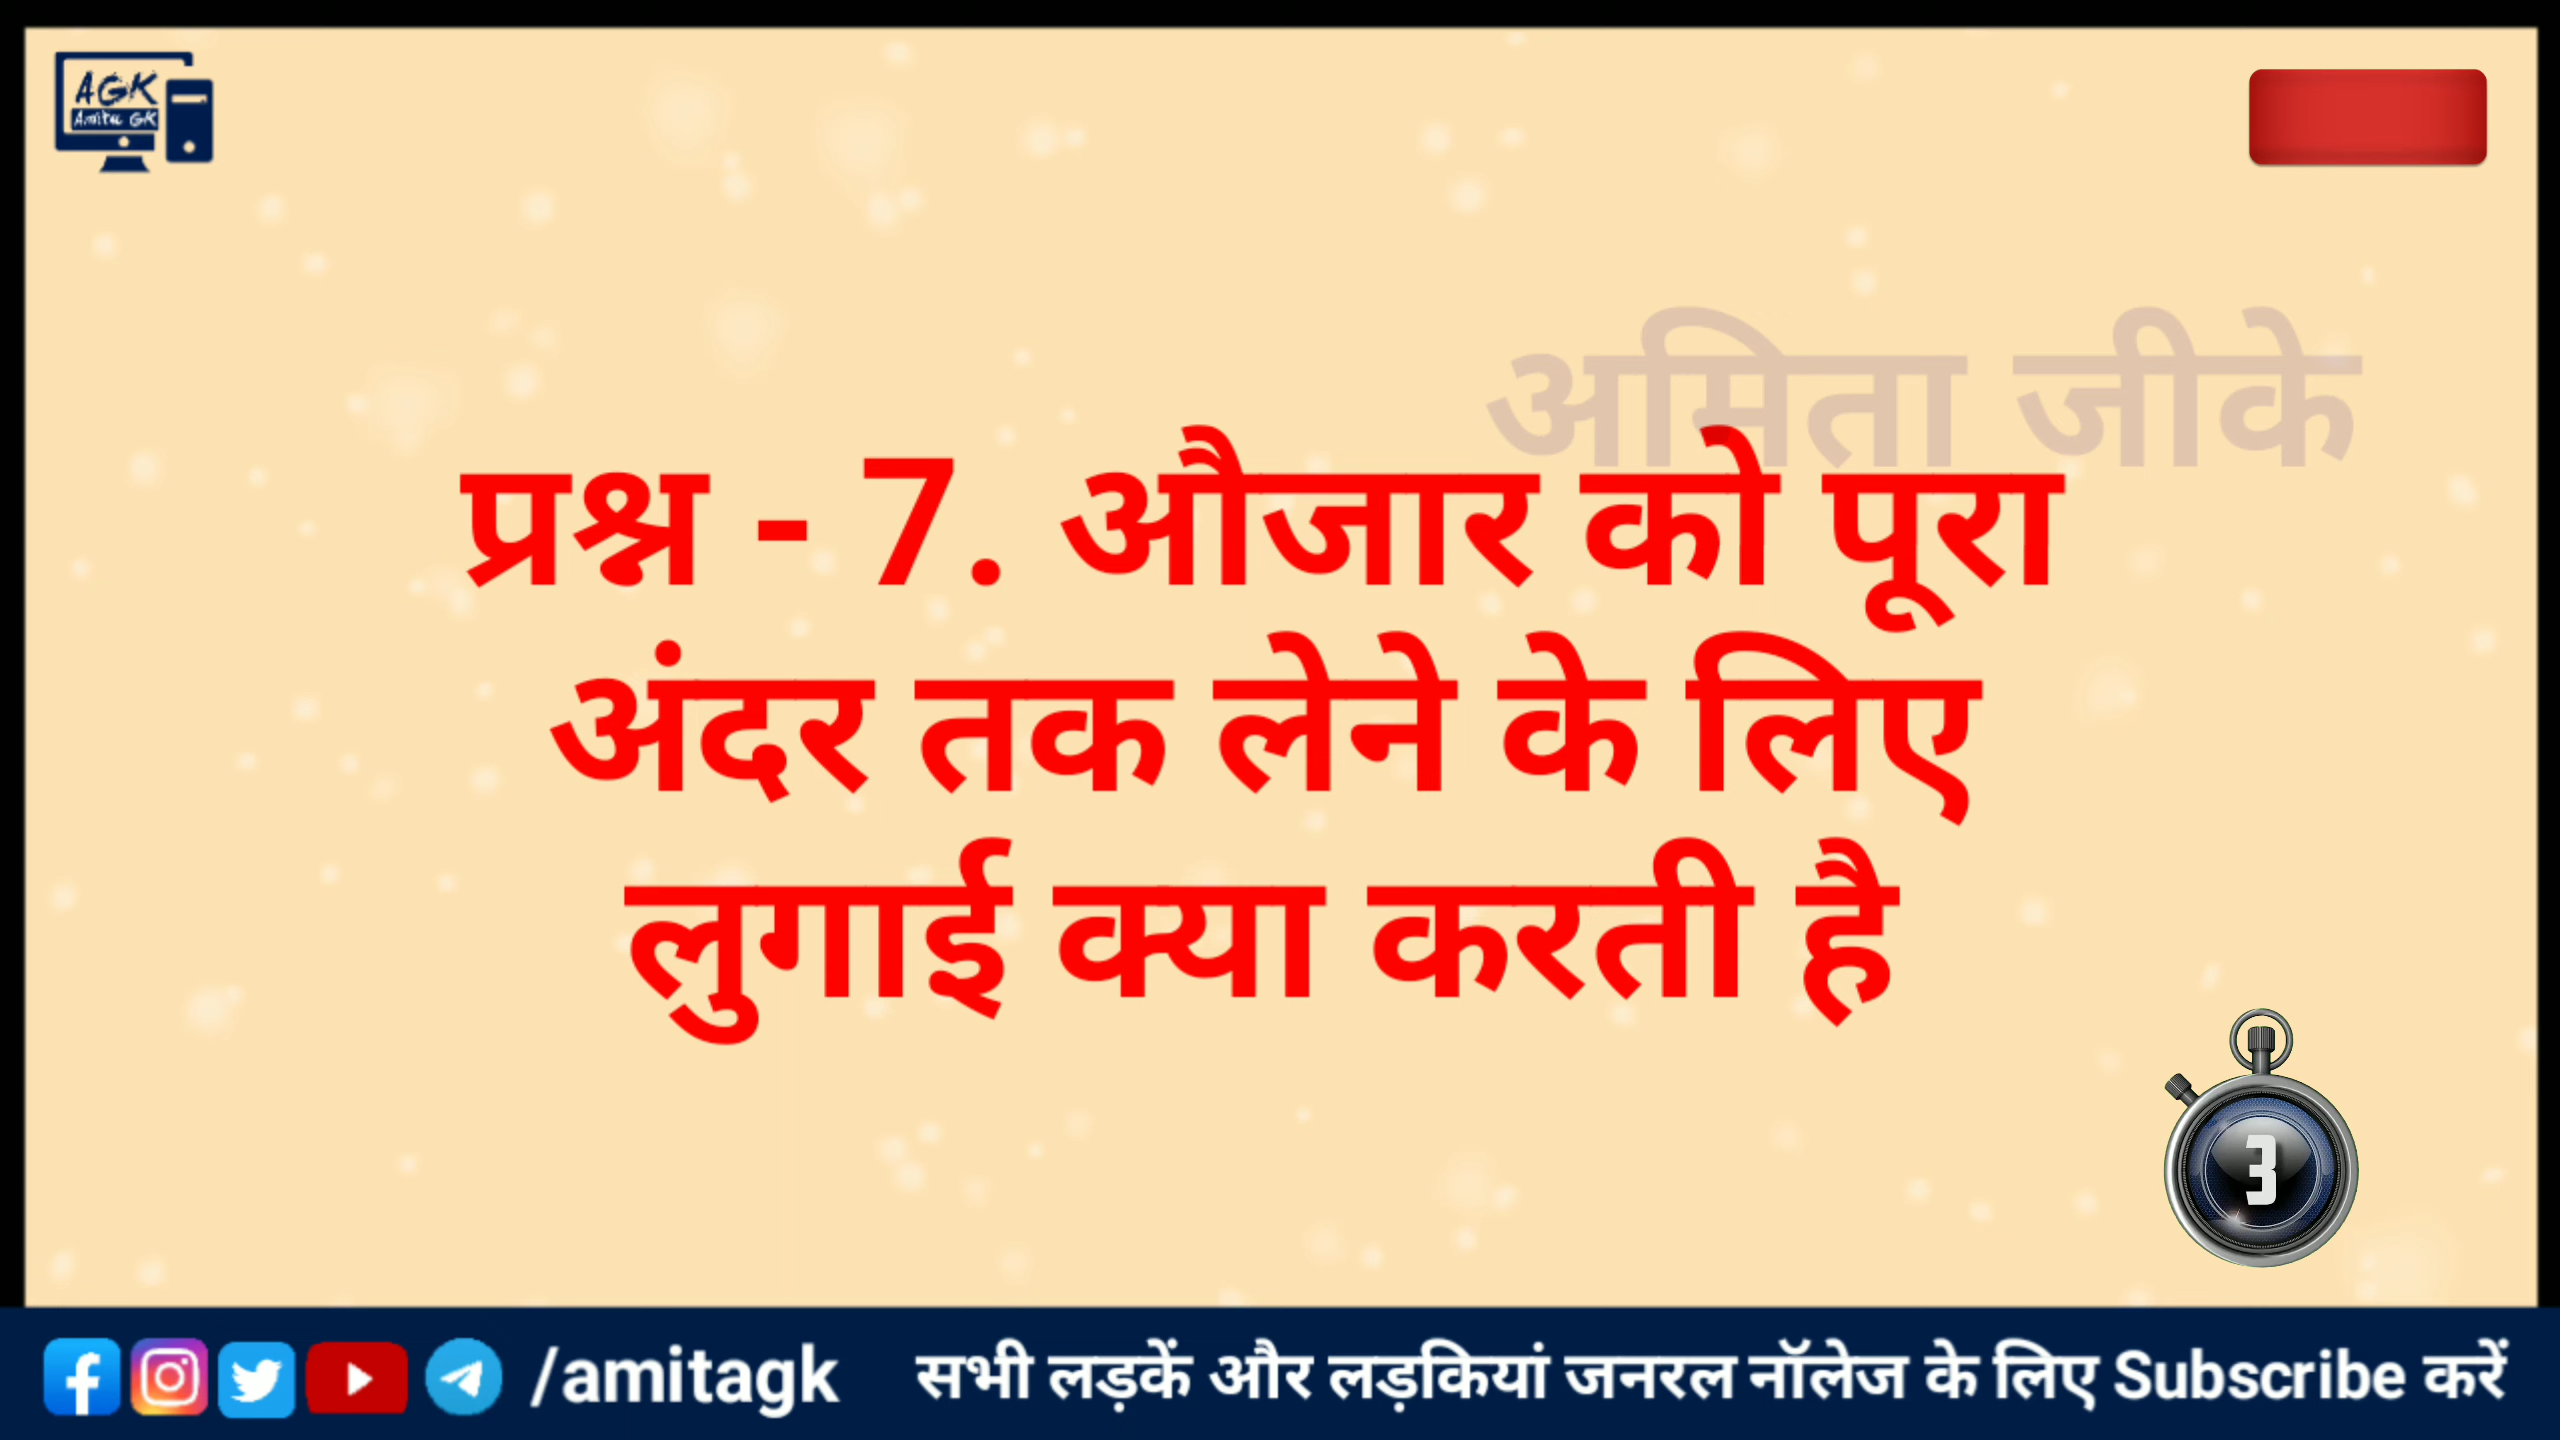 AGK
Amita GK
अमिता जीके
प्रश्न - 7. औजार को पूरा
अंदर तक लेने के लिए
लुगाई क्या करती है
3
/amitagk सभी लड़कें और लड़कियां जनरल नॉलेज के लिए Subscribe करें